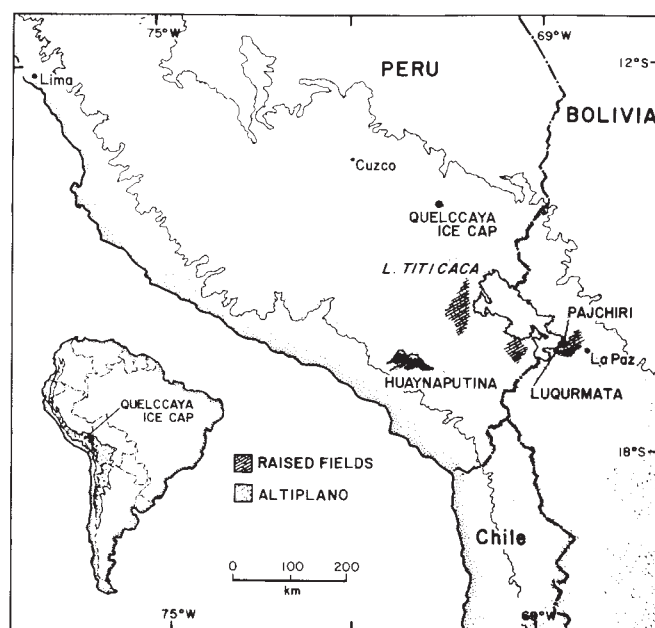 75°W
69°W
12°S
Lima
PERU
BOLIVIA
Cuzco
QUELCCAYA
ICE CAP
L. TITICACA
PAJCHIRI
La Paz
HUAYNAPUTINA
LUQURMATA
QUELCCAYA
ICE CAP
18°S
RAISED FIELDS
ALTIPLANO
Chile
0 100 200
km
75°W
69°W